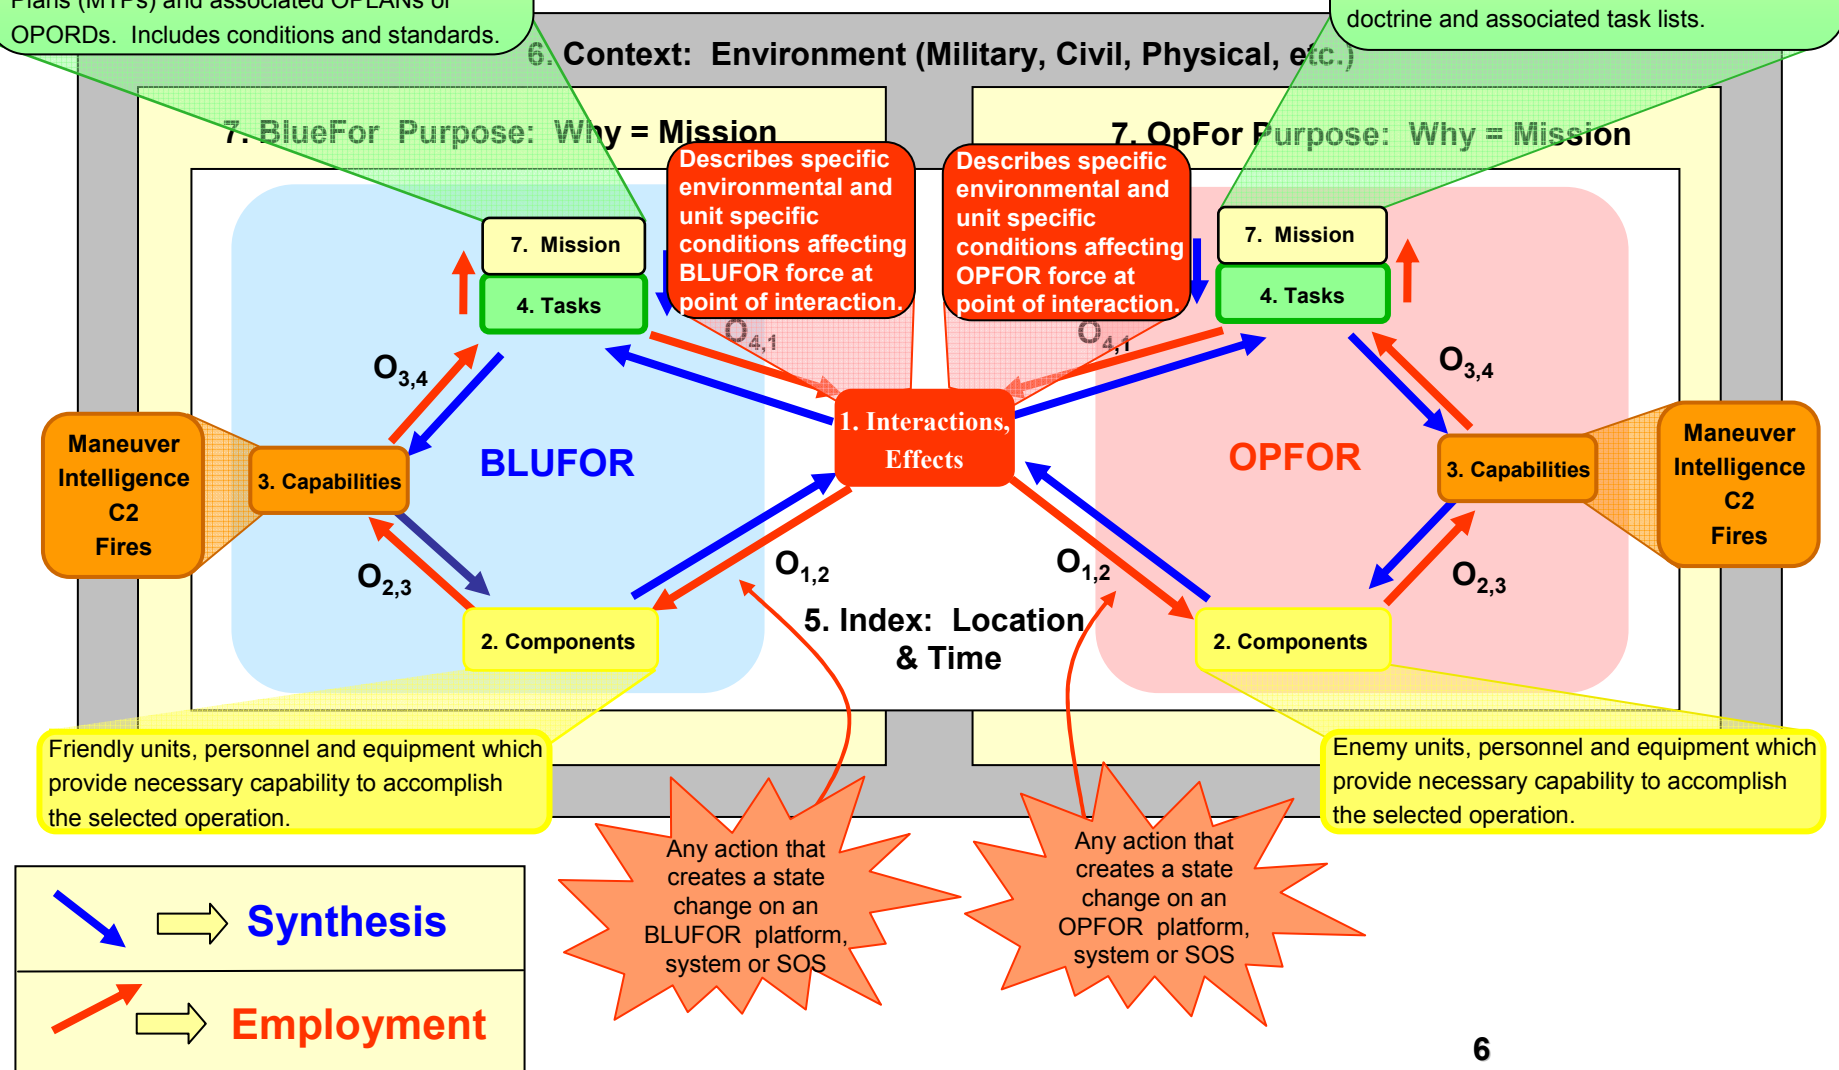 Plans (MTPs) and associated OPLANs or
OPORDs. Includes conditions and standards.
doctrine and associated task lists.
6. Context: Environment (Military, Civil, Physical, etc.)
7. BlueFor Purpose: Why = Mission
7. OpFor Purpose: Why = Mission
Describes specific
environmental and
unit specific
conditions affecting
BLUFOR force at
point of interaction.
Describes specific
environmental and
unit specific
conditions affecting
OPFOR force at
point of interaction.
7. Mission
4. Tasks
7. Mission
4. Tasks
O4,1
O4,1
O3,4
O3,4
Maneuver
Intelligence
C2
Fires
3. Capabilities
BLUFOR
1. Interactions,
Effects
OPFOR
3. Capabilities
Maneuver
Intelligence
C2
Fires
O2,3
O1,2
O1,2
O2,3
5. Index: Location
& Time
2. Components
2. Components
Friendly units, personnel and equipment which
provide necessary capability to accomplish
the selected operation.
Enemy units, personnel and equipment which
provide necessary capability to accomplish
the selected operation.
Any action that
creates a state
change on an
BLUFOR platform,
system or SOS
Any action that
creates a state
change on an
OPFOR platform,
system or SOS
Synthesis
Employment
6